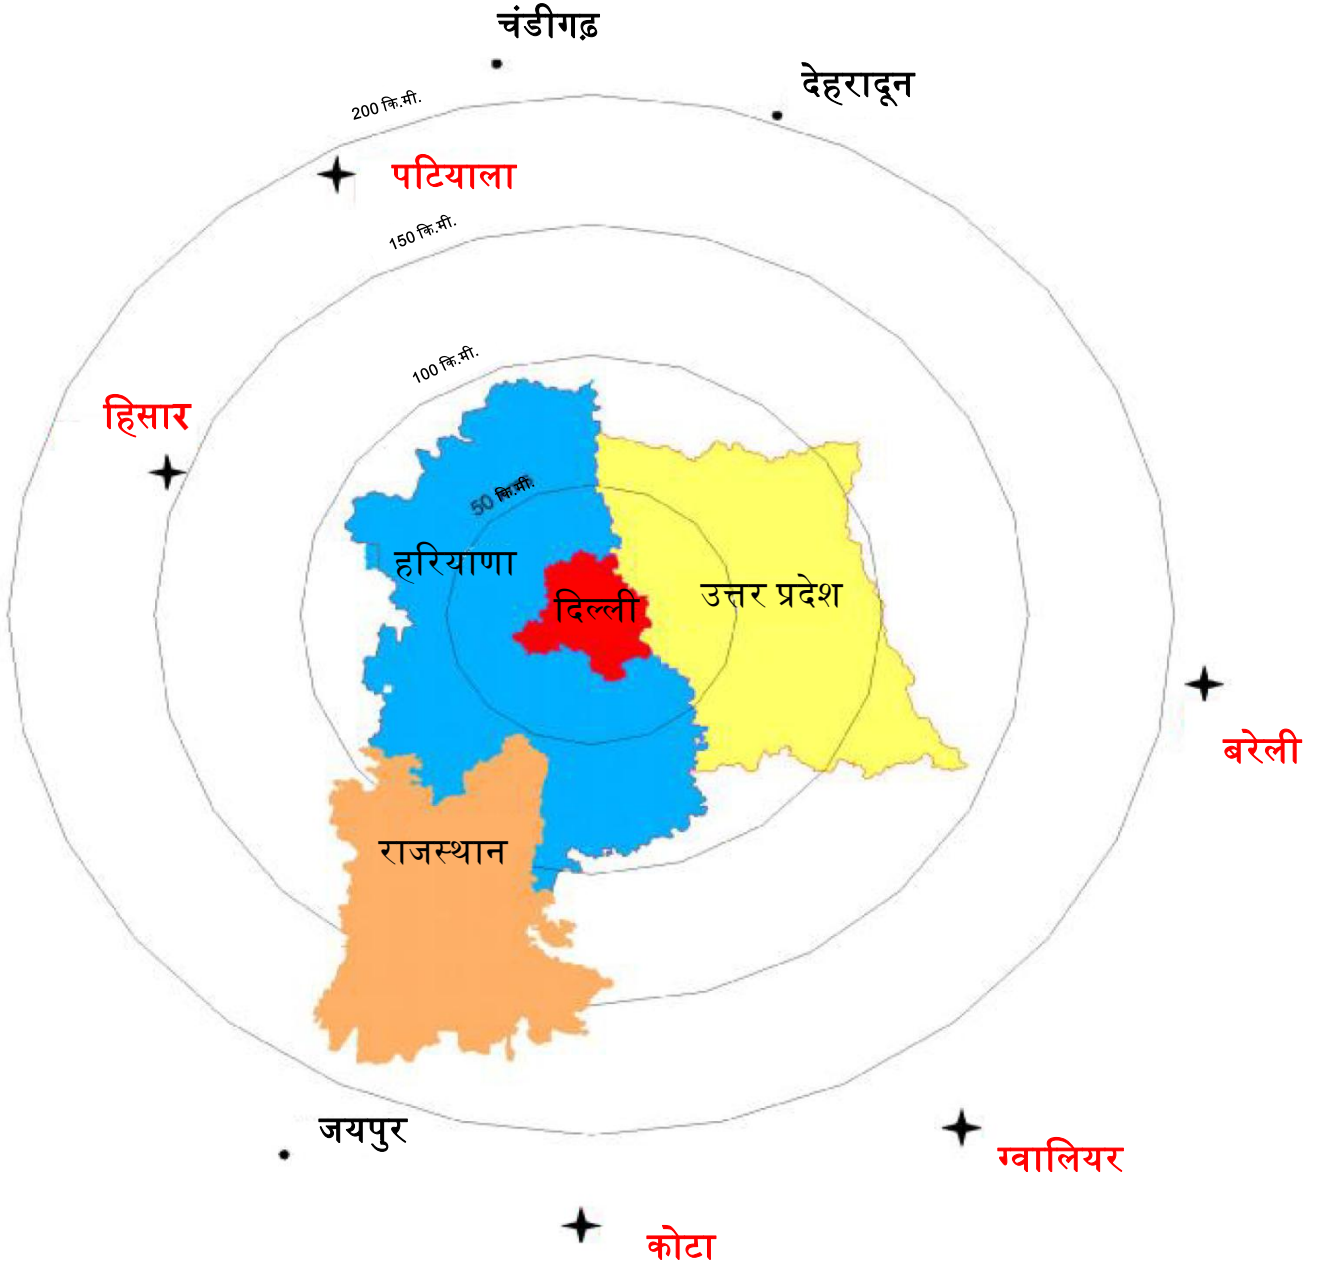 चंडीगढ़
देहरादून
200 कि.मी.
पटियाला
150 कि.मी.
100 कि.मी.
हिसार
50 कि.मी.
हरियाणा
दिल्ली
उत्तर प्रदेश
बरेली
राजस्थान
जयपुर
ग्वालियर
कोटा